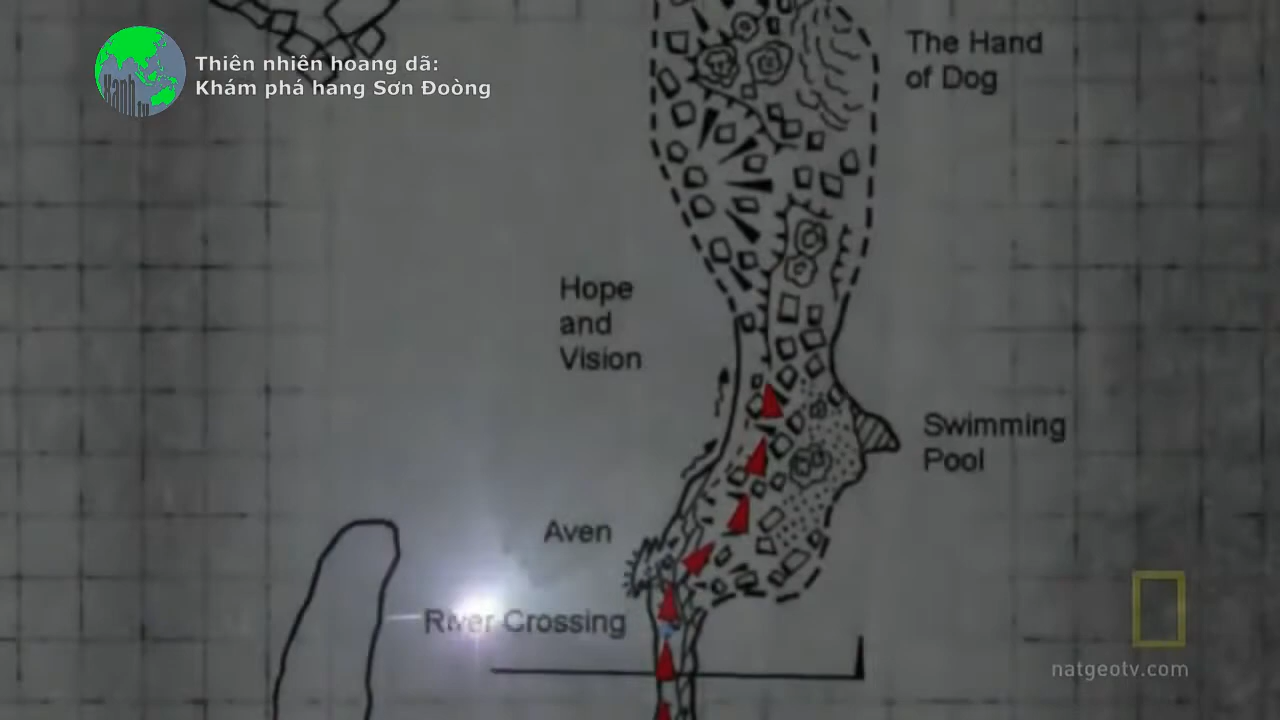 Thiên nhiên hoang dã:
Khám phá hang Sơn Đoòng
The Hand
of Dog
Hope
and
Vision
Swimming
Pool
Aven
River Crossing
natgeotv.com